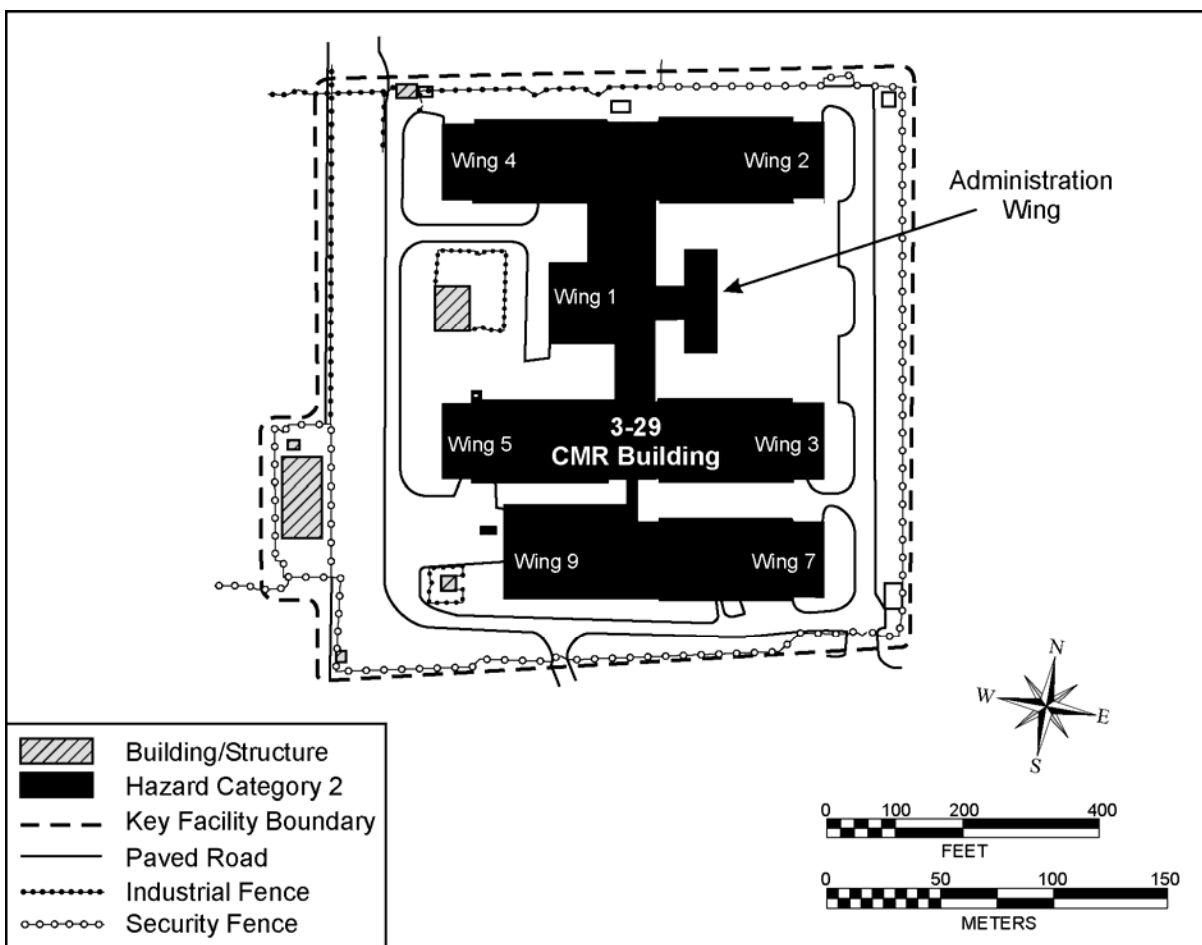 Wing 4
Wing 2
Administration
Wing
Wing 1
3-29
CMR Building
Wing 5
Wing 3
Wing 9
Wing 7
N
W
E
S
Building/Structure
Hazard Category 2
Key Facility Boundary
Paved Road
Industrial Fence
Security Fence
0 100 200 400
FEET
0 50 100 150
METERS